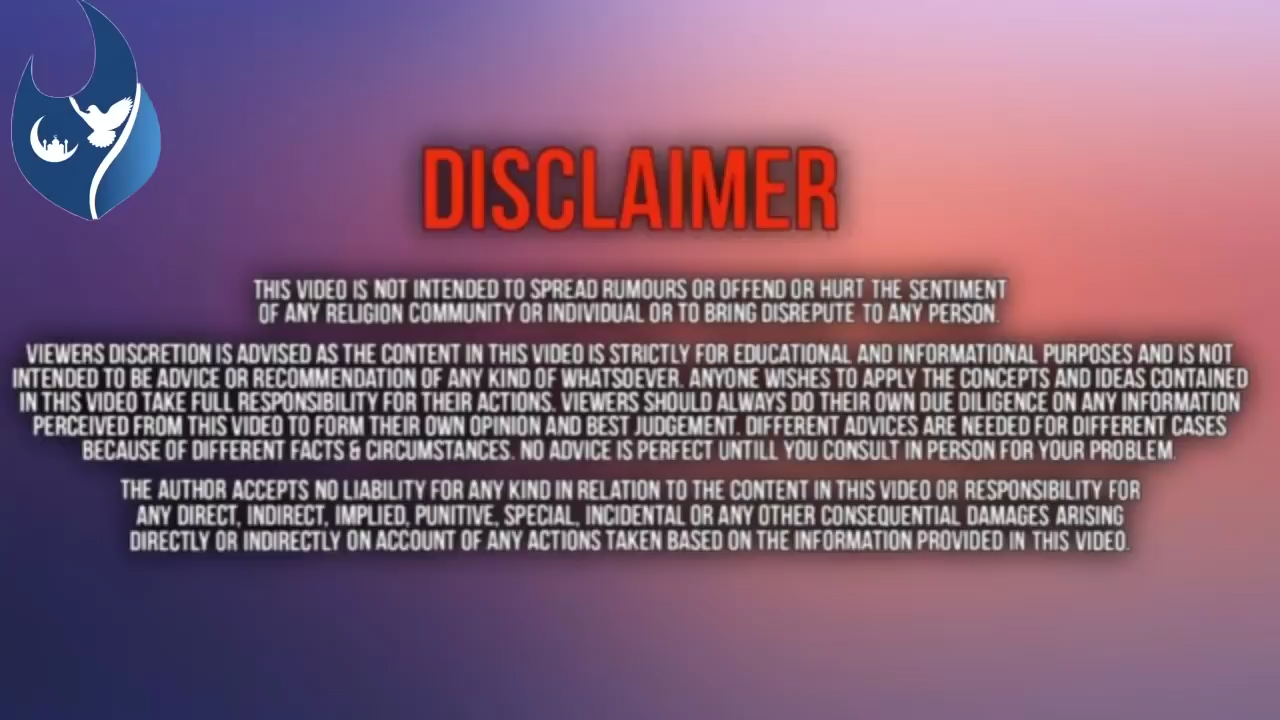 DISCLAIMER
THIS VIDEO IS NOT INTENDED TO SPREAD RUMOURS OR OFFEND OR HURT THE SENTIMENT
OF ANY RELIGION COMMUNITY OR INDIVIDUAL OR TO BRING DISREPUTE TO ANY PERSON.
VIEWERS DISCRETION IS ADVISED AS THE CONTENT IN THIS VIDEO IS STRICTLY FOR EDUCATIONAL AND INFORMATIONAL PURPOSES AND IS NOT
INTENDED TO BE ADVICE OR RECOMMENDATION OF ANY KIND OF WHATSOEVER. ANYONE WISHES TO APPLY THE CONCEPTS AND IDEAS CONTAINED
IN THIS VIDEO TAKE FULL RESPONSIBILITY FOR THEIR ACTIONS. VIEWERS SHOULD ALWAYS DO THEIR OWN DUE DILIGENCE ON ANY INFORMATION
PERCEIVED FROM THIS VIDEO TO FORM THEIR OWN OPINION AND BEST JUDGEMENT. DIFFERENT ADVICES ARE NEEDED FOR DIFFERENT CASES
BECAUSE OF DIFFERENT FACTS & CIRCUMSTANCES. NO ADVICE IS PERFECT UNTILL YOU CONSULT IN PERSON FOR YOUR PROBLEM.
THE AUTHOR ACCEPTS NO LIABILITY FOR ANY KIND IN RELATION TO THE CONTENT IN THIS VIDEO OR RESPONSIBILITY FOR
ANY DIRECT, INDIRECT, IMPLIED, PUNITIVE, SPECIAL, INCIDENTAL OR ANY OTHER CONSEQUENTIAL DAMAGES ARISING
DIRECTLY OR INDIRECTLY ON ACCOUNT OF ANY ACTIONS TAKEN BASED ON THE INFORMATION PROVIDED IN THIS VIDEO.